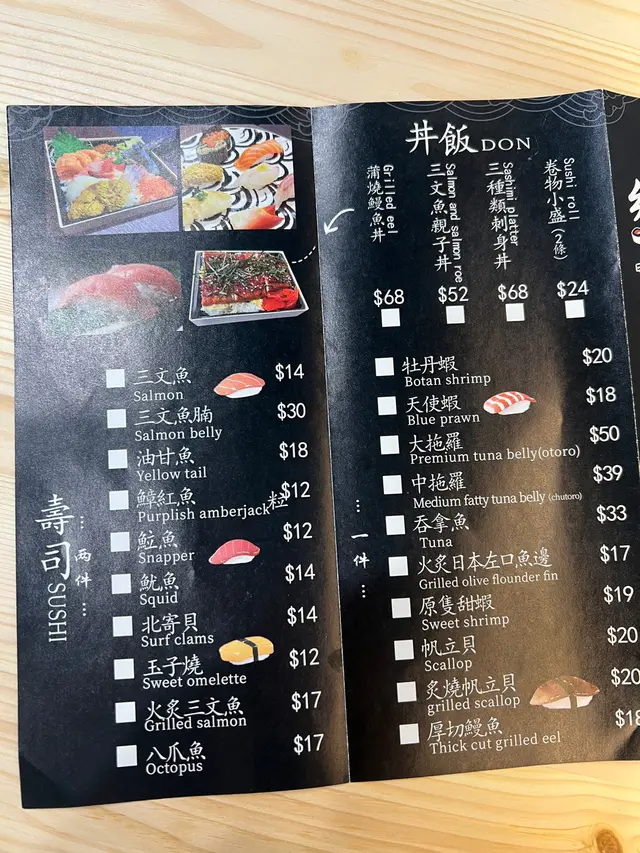 丼飯 DON
蒲燒鰻魚丼
Grilled eel
$68
三文魚親子丼
Salmon and salmon roe
$52
三種類刺身丼
Sashimi platter
$68
卷物小盛(2條)
Sushi roll
$24
壽司 SUSHI
... 两件 ...
三文魚 $14
Salmon
三文魚腩 $30
Salmon belly
油甘魚 $18
Yellow tail
鱆紅魚 $12
Purplish amberjack粒
䱊魚 $12
Snapper
魷魚 $14
Squid
北寄貝 $14
Surf clams
玉子燒 $12
Sweet omelette
火炙三文魚 $17
Grilled salmon
八爪魚 $17
Octopus
... 一件 ...
牡丹蝦 $20
Botan shrimp
天使蝦 $18
Blue prawn
大拖羅 $50
Premium tuna belly(otoro)
中拖羅 $39
Medium fatty tuna belly (chutoro)
吞拿魚 $33
Tuna
火炙日本左口魚邊 $17
Grilled olive flounder fin
原隻甜蝦 $19
Sweet shrimp
帆立貝 $20
Scallop
炙燒帆立貝 $20
grilled scallop
厚切鰻魚 $18
Thick cut grilled eel